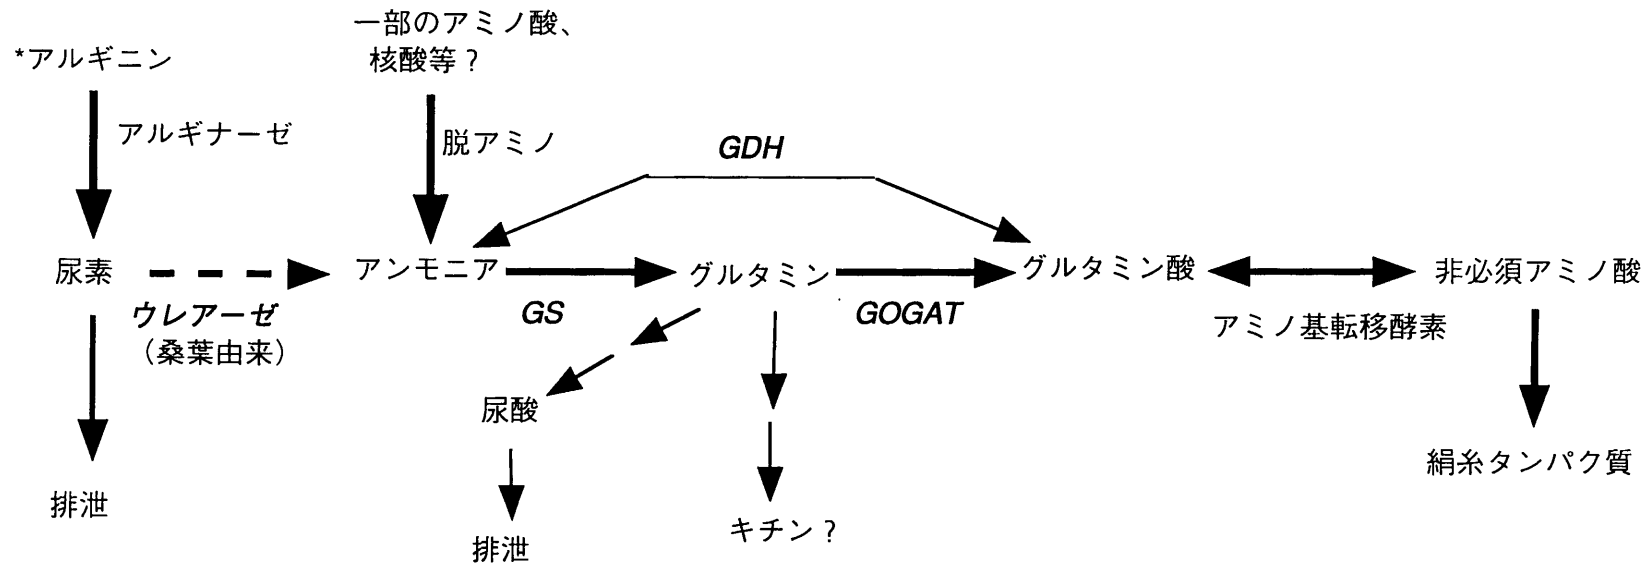 一部のアミノ酸、
核酸等？
*アルギニン
アルギナーゼ
脱アミノ
GDH
尿素
アンモニア
グルタミン
グルタミン酸
非必須アミノ酸
ウレアーゼ
（桑葉由来）
GS
GOGAT
アミノ基転移酵素
尿酸
絹糸タンパク質
排泄
キチン？
排泄